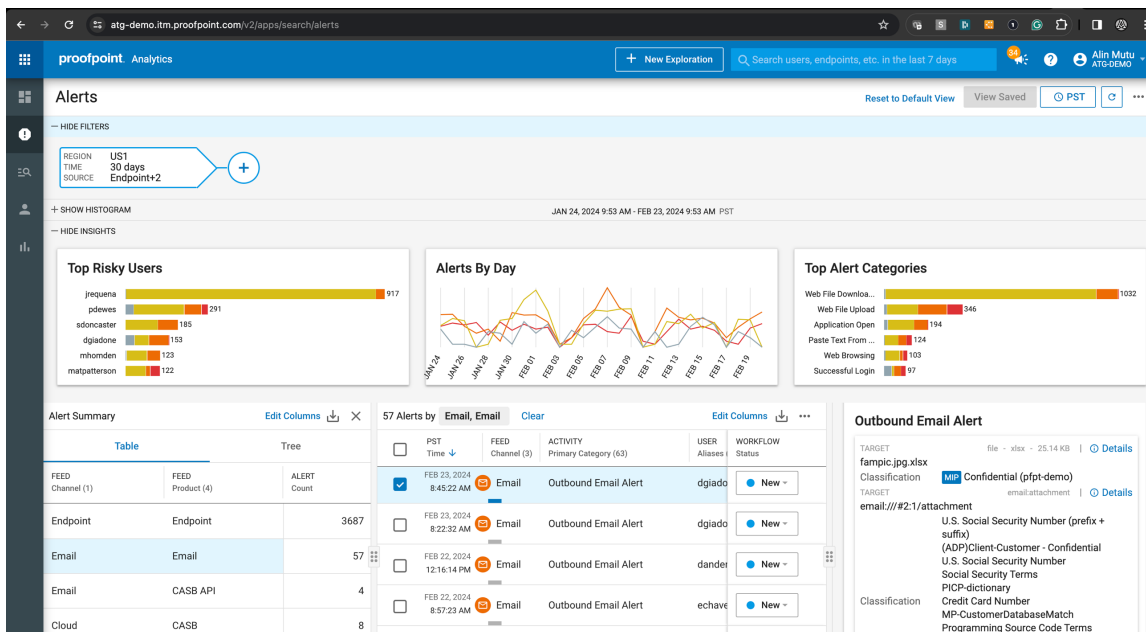 atg-demo.itm.proofpoint.com/v2/apps/search/alerts
proofpoint. Analytics
+ New Exploration
Search users, endpoints, etc. in the last 7 days
34
Alin Mutu
ATG-DEMO
Alerts
Reset to Default View
View Saved
PST
HIDE FILTERS
REGION US1
TIME 30 days
SOURCE Endpoint+2
SHOW HISTOGRAM
JAN 24, 2024 9:53 AM - FEB 23, 2024 9:53 AM PST
HIDE INSIGHTS
Top Risky Users
jrequena 917
pdewes 291
sdoncaster 185
dgiadone 153
mhornden 123
matpatterson 122
Alerts By Day
JAN 24 JAN 26 JAN 28 JAN 30 FEB 01 FEB 03 FEB 05 FEB 07 FEB 09 FEB 11 FEB 13 FEB 15 FEB 17 FEB 19
Top Alert Categories
Web File Downloa... 1032
Web File Upload 346
Application Open 194
Paste Text From ... 124
Web Browsing 103
Successful Login 97
Alert Summary
Edit Columns
Table
Tree
FEED FEED ALERT
Channel (1) Product (4) Count
Endpoint Endpoint 3687
Email Email 57
Email CASB API 4
Cloud CASB 8
57 Alerts by Email, Email Clear
Edit Columns
PST FEED ACTIVITY USER WORKFLOW
Time Channel (3) Primary Category (63) Aliases Status
FEB 23, 2024
8:45:22 AM Email Outbound Email Alert dgiado New
FEB 23, 2024
8:22:32 AM Email Outbound Email Alert dgiado New
FEB 22, 2024
12:16:14 PM Email Outbound Email Alert dander New
FEB 22, 2024
8:57:23 AM Email Outbound Email Alert echave New
Outbound Email Alert
TARGET file - xlsx - 25.14 KB | Details
fampic.jpg.xlsx
Classification MIP Confidential (pfpt-demo)
TARGET email:attachment | Details
email:///#2:1/attachment
U.S. Social Security Number (prefix +
suffix)
(ADP)Client-Customer - Confidential
U.S. Social Security Number
Social Security Terms
PICP-dictionary
Classification Credit Card Number
MP-CustomerDatabaseMatch
Programming Source Code Terms